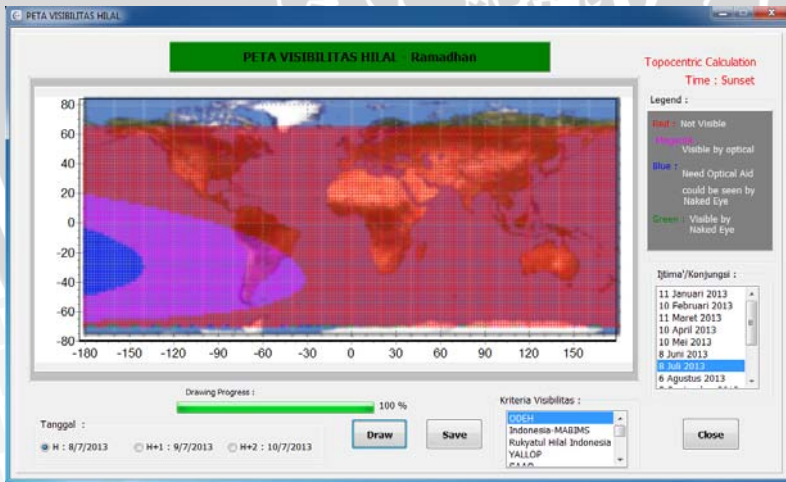 PETA VISIBILITAS HILAL
PETA VISIBILITAS HILAL - Ramadhan
Topocentric Calculation
Time : Sunset
Legend :
Red : Not Visible
Magenta :
Visible by optical
Blue :
Need Optical Aid
could be seen by
Naked Eye
Green : Visible by
Naked Eye
80
60
40
20
0
-20
-40
-60
-80
-180 -150 -120 -90 -60 -30 0 30 60 90 120 150
Ijtima'/Konjungsi :
11 Januari 2013
10 Februari 2013
11 Maret 2013
10 April 2013
10 Mei 2013
8 Juni 2013
8 Juli 2013
6 Agustus 2013
Drawing Progress :
100 %
Tanggal :
H : 8/7/2013
H+1 : 9/7/2013
H+2 : 10/7/2013
Draw
Save
Kriteria Visibilitas :
ODEH
Indonesia-MABIMS
Rukyatul Hilal Indonesia
YALLOP
Close